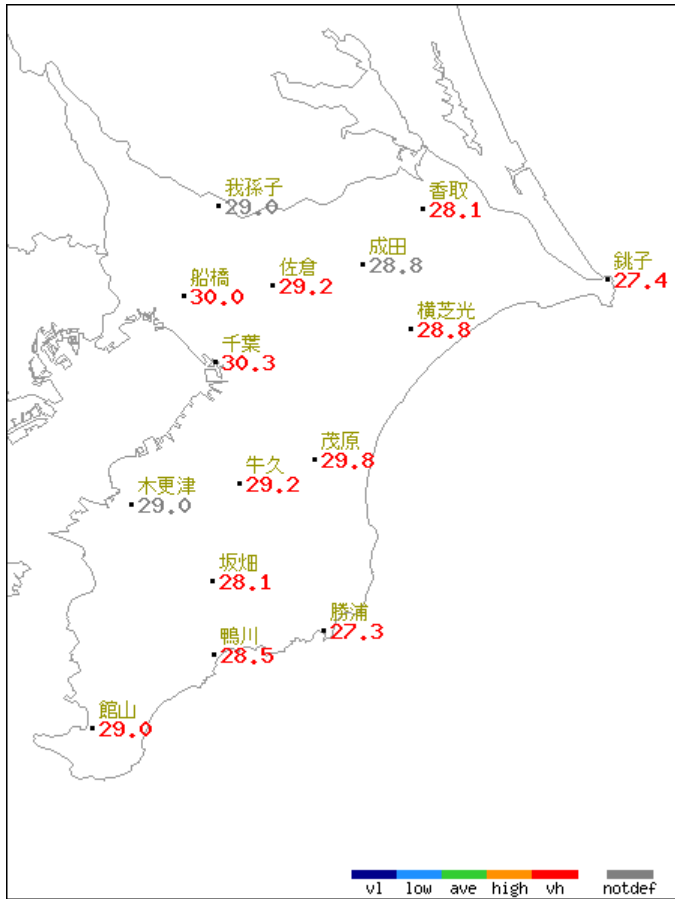 我孫子
29.0
香取
28.1
成田
28.8
銚子
27.4
船橋
30.0
佐倉
29.2
横芝光
28.8
千葉
30.3
茂原
29.8
牛久
29.2
木更津
29.0
坂畑
28.1
勝浦
27.3
鴨川
28.5
館山
29.0
vl low ave high vh notdef